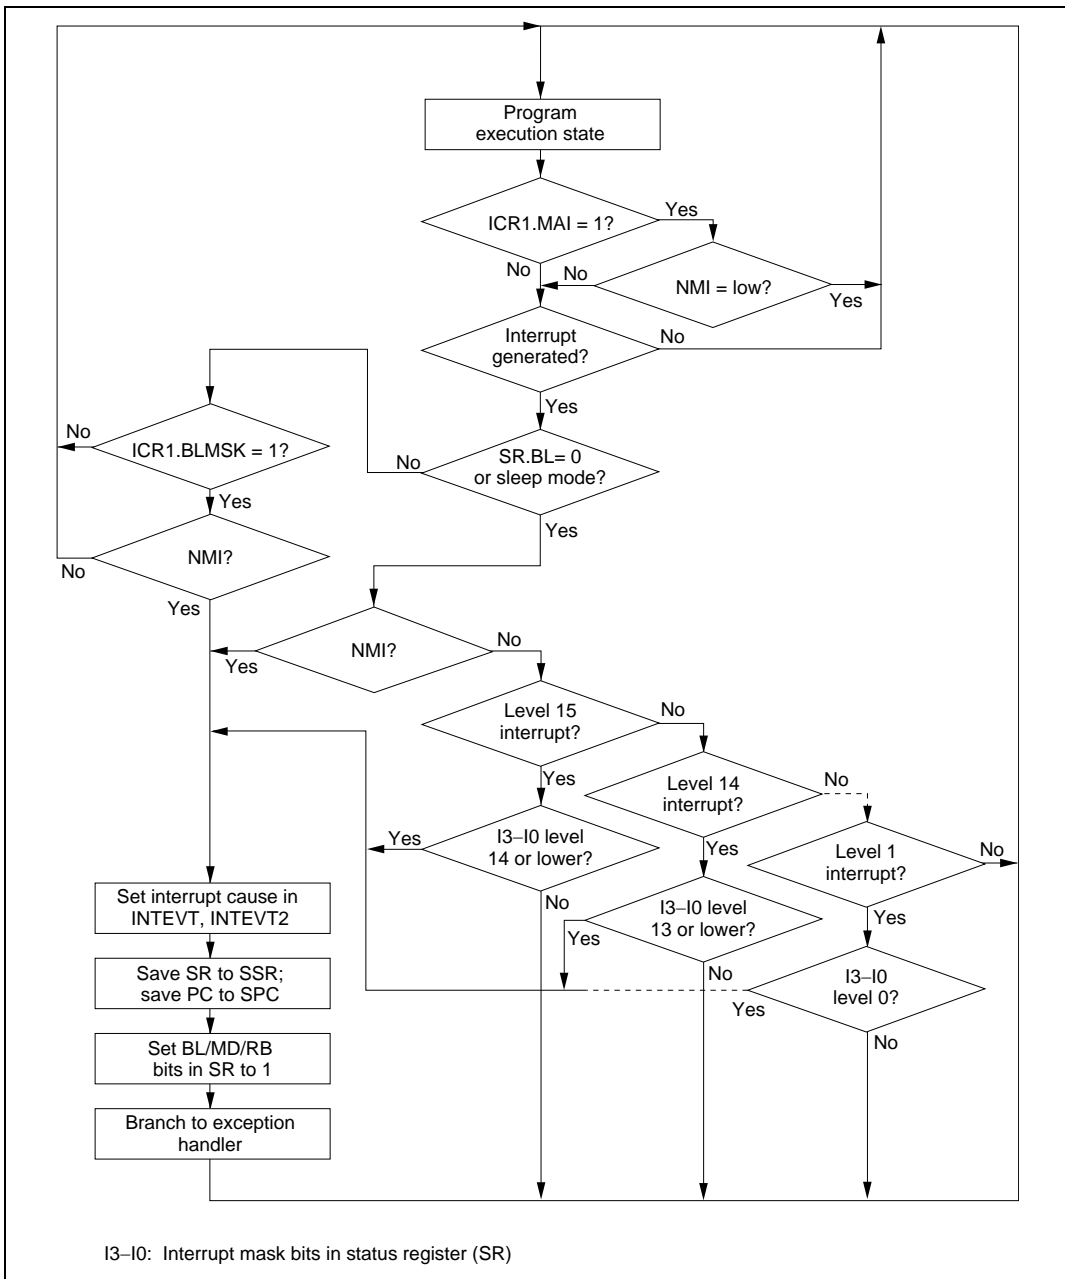 Program
execution state
ICR1.MAI = 1?
Yes
No
NMI = low?
No
Yes
Interrupt
generated?
No
Yes
ICR1.BLMSK = 1?
No
Yes
SR.BL= 0
or sleep mode?
No
Yes
NMI?
No
Yes
NMI?
Yes
No
Level 15
interrupt?
No
Yes
Level 14
interrupt?
No
Yes
I3–I0 level
14 or lower?
Yes
No
Level 1
interrupt?
No
Yes
Set interrupt cause in
INTEVT, INTEVT2
I3–I0 level
13 or lower?
Yes
No
Save SR to SSR;
save PC to SPC
I3–I0
level 0?
Yes
No
Set BL/MD/RB
bits in SR to 1
Branch to exception
handler
I3–I0: Interrupt mask bits in status register (SR)